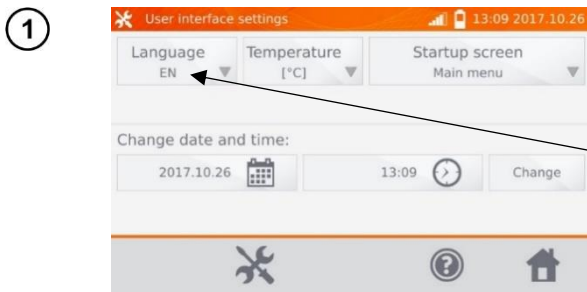 1
User interface settings 13:09 2017.10.26
Language Temperature Startup screen
EN [°C] Main menu
Change date and time:
2017.10.26 13:09 Change
?